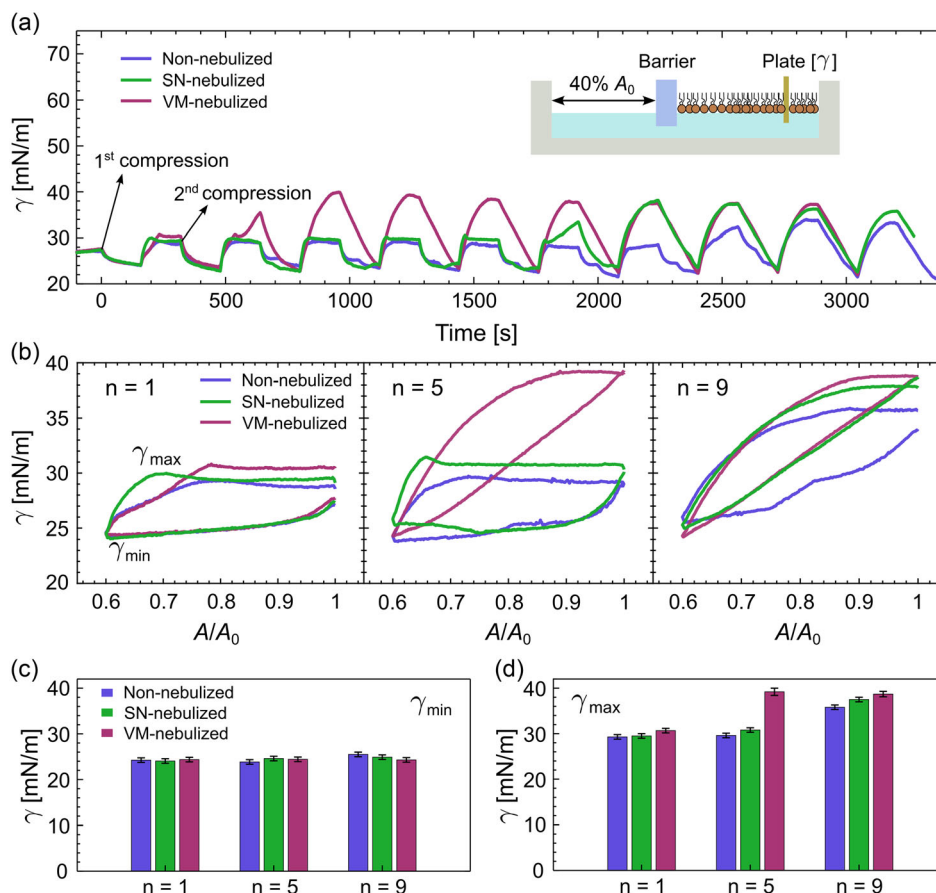 (a)
Non-nebulized
SN-nebulized
VM-nebulized
Barrier
Plate [γ]
40% A₀
1st compression
2nd compression
γ [mN/m]
70
60
50
40
30
20
0
500
1000
1500
2000
2500
3000
Time [s]
(b)
n = 1
Non-nebulized
SN-nebulized
VM-nebulized
γmax
γmin
n = 5
n = 9
γ [mN/m]
40
35
30
25
20
0.6 0.7 0.8 0.9 1
0.6 0.7 0.8 0.9 1
0.6 0.7 0.8 0.9 1
A/A₀
A/A₀
A/A₀
(c)
Non-nebulized
SN-nebulized
VM-nebulized
γmin
γ [mN/m]
40
30
20
10
0
n = 1 n = 5 n = 9
(d)
γmax
γ [mN/m]
40
30
20
10
0
n = 1 n = 5 n = 9